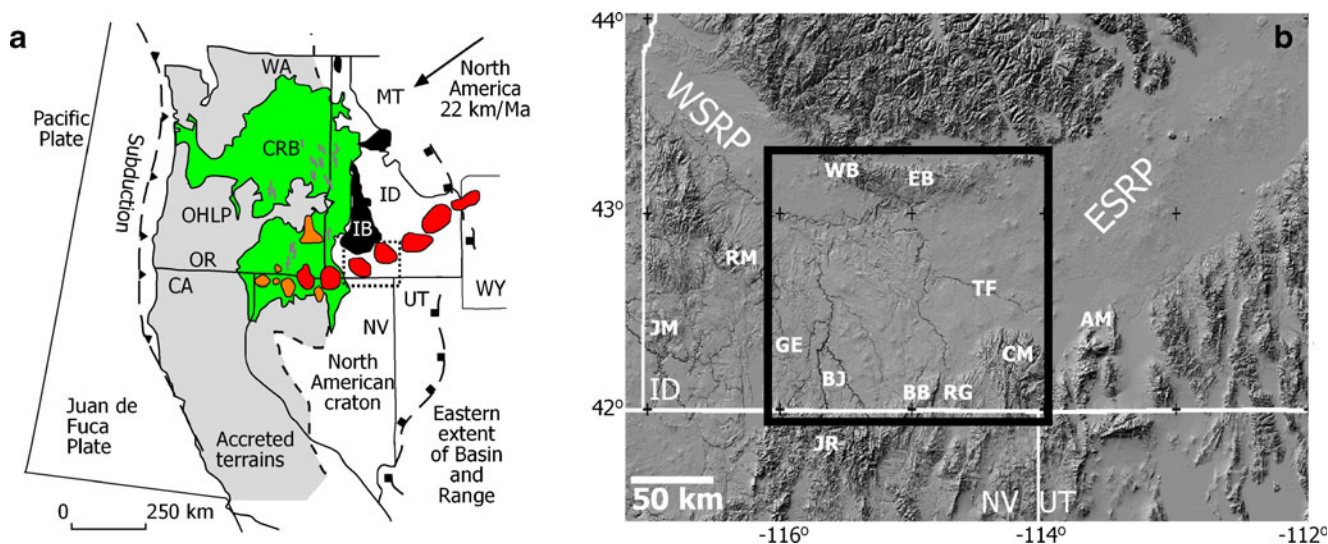 a
WA
North
America
22 km/Ma
MT
Pacific
Plate
Subduction
CRB
ID
OHLP
IB
OR
CA
UT
WY
NV
North
American
craton
Juan de
Fuca
Plate
Accreted
terrains
Eastern
extent
of Basin
and
Range
0 250 km
b
44°
43°
42°
WSRP
ESRP
WB
EB
RM
TF
JM
GE
AM
CM
BJ
BB
RG
ID
JR
50 km
NV
UT
-116°
-114°
-112°